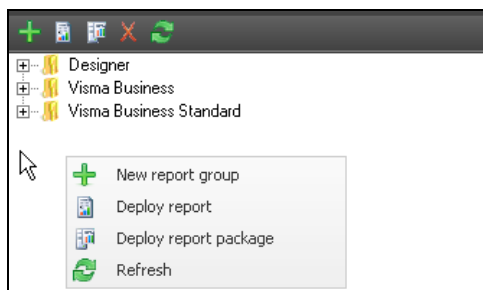 Designer
Visma Business
Visma Business Standard
New report group
Deploy report
Deploy report package
Refresh